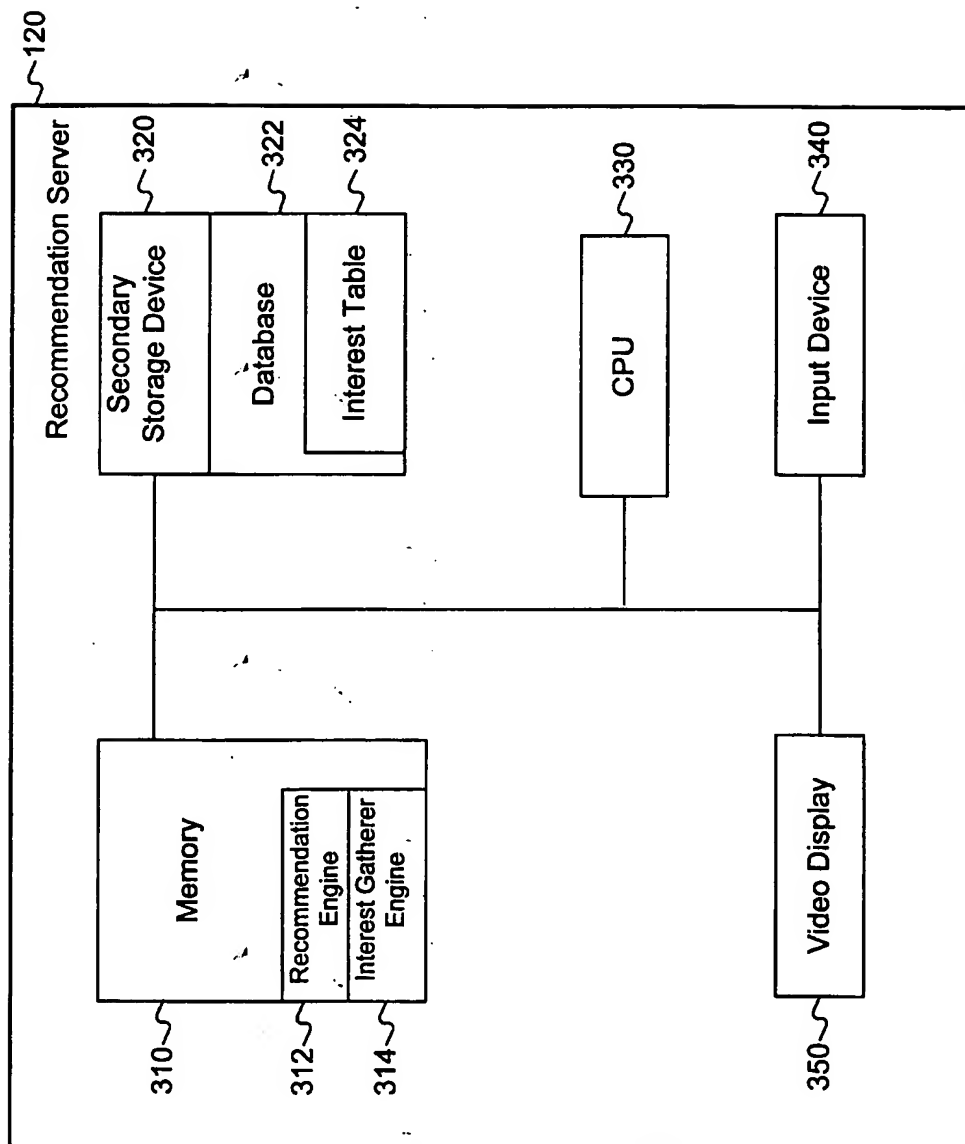 Recommendation Server
120
310
Memory
312
Recommendation
Engine
314
Interest Gatherer
Engine
Secondary
Storage Device
320
Database
322
Interest Table
324
CPU
330
350
Video Display
Input Device
340